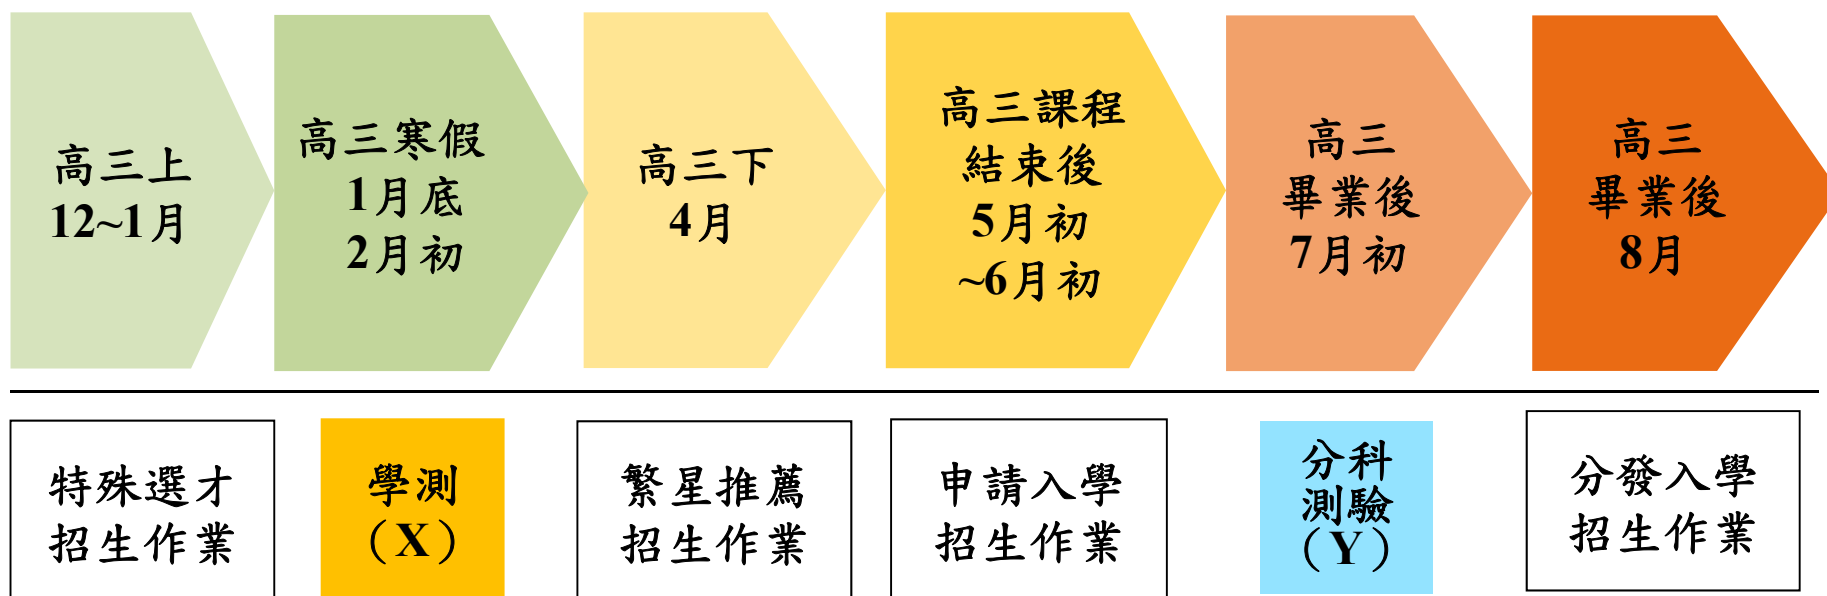 高三上
12~1月
高三寒假
1月底
2月初
高三下
4月
高三課程
結束後
5月初
~6月初
高三
畢業後
7月初
高三
畢業後
8月
特殊選才
招生作業
學測
（X）
繁星推薦
招生作業
申請入學
招生作業
分科
測驗
（Y）
分發入學
招生作業